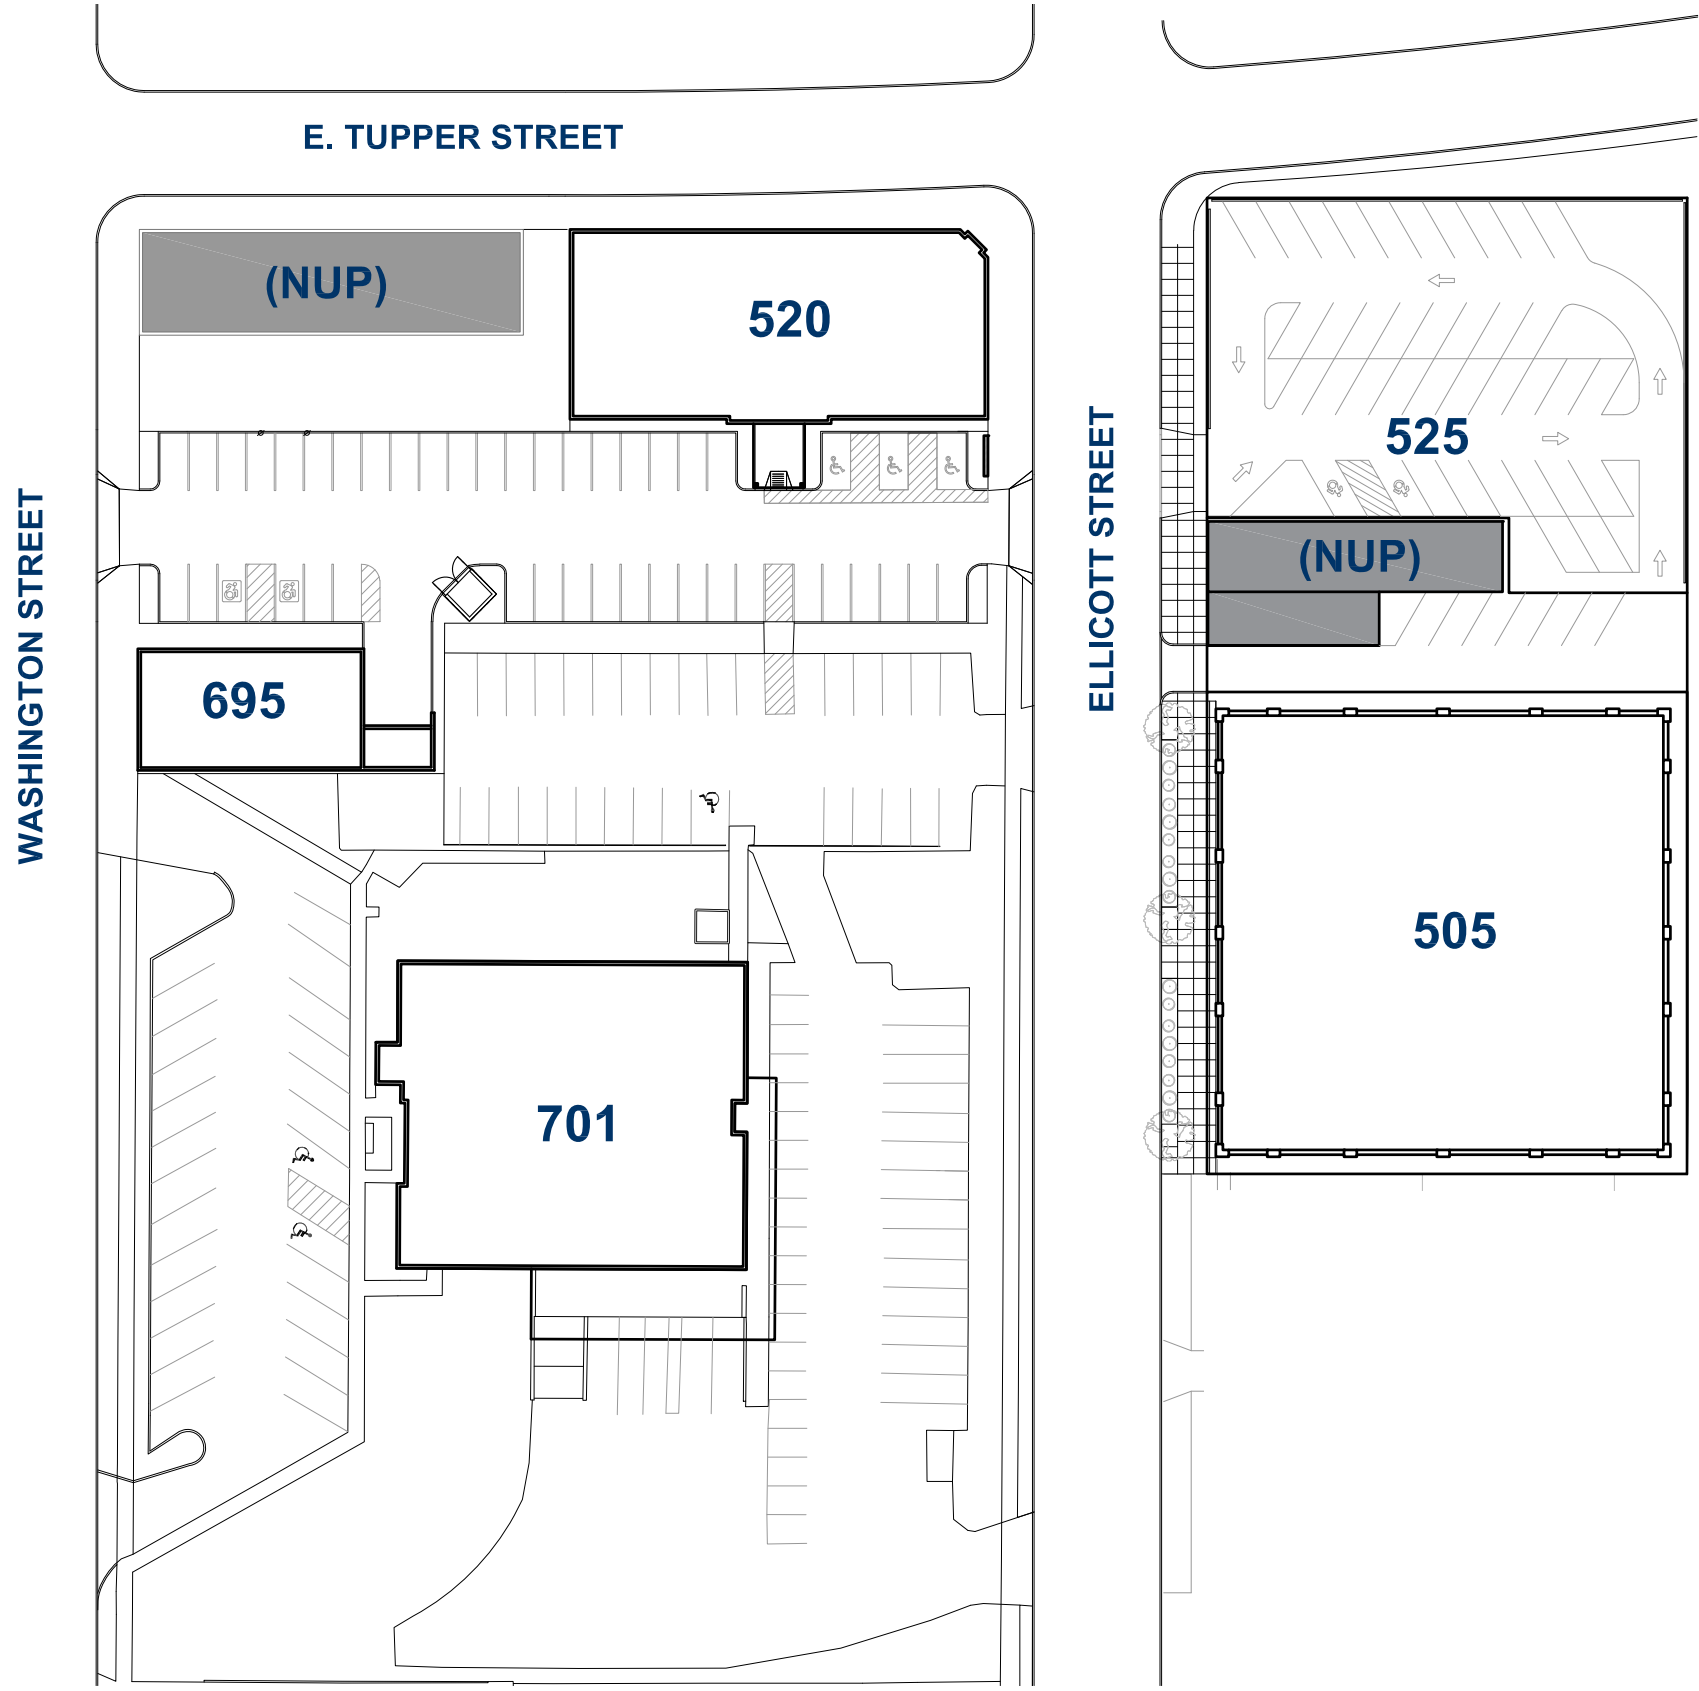 E. TUPPER STREET
(NUP)
520
525
ELLICOTT STREET
WASHINGTON STREET
(NUP)
695
505
701